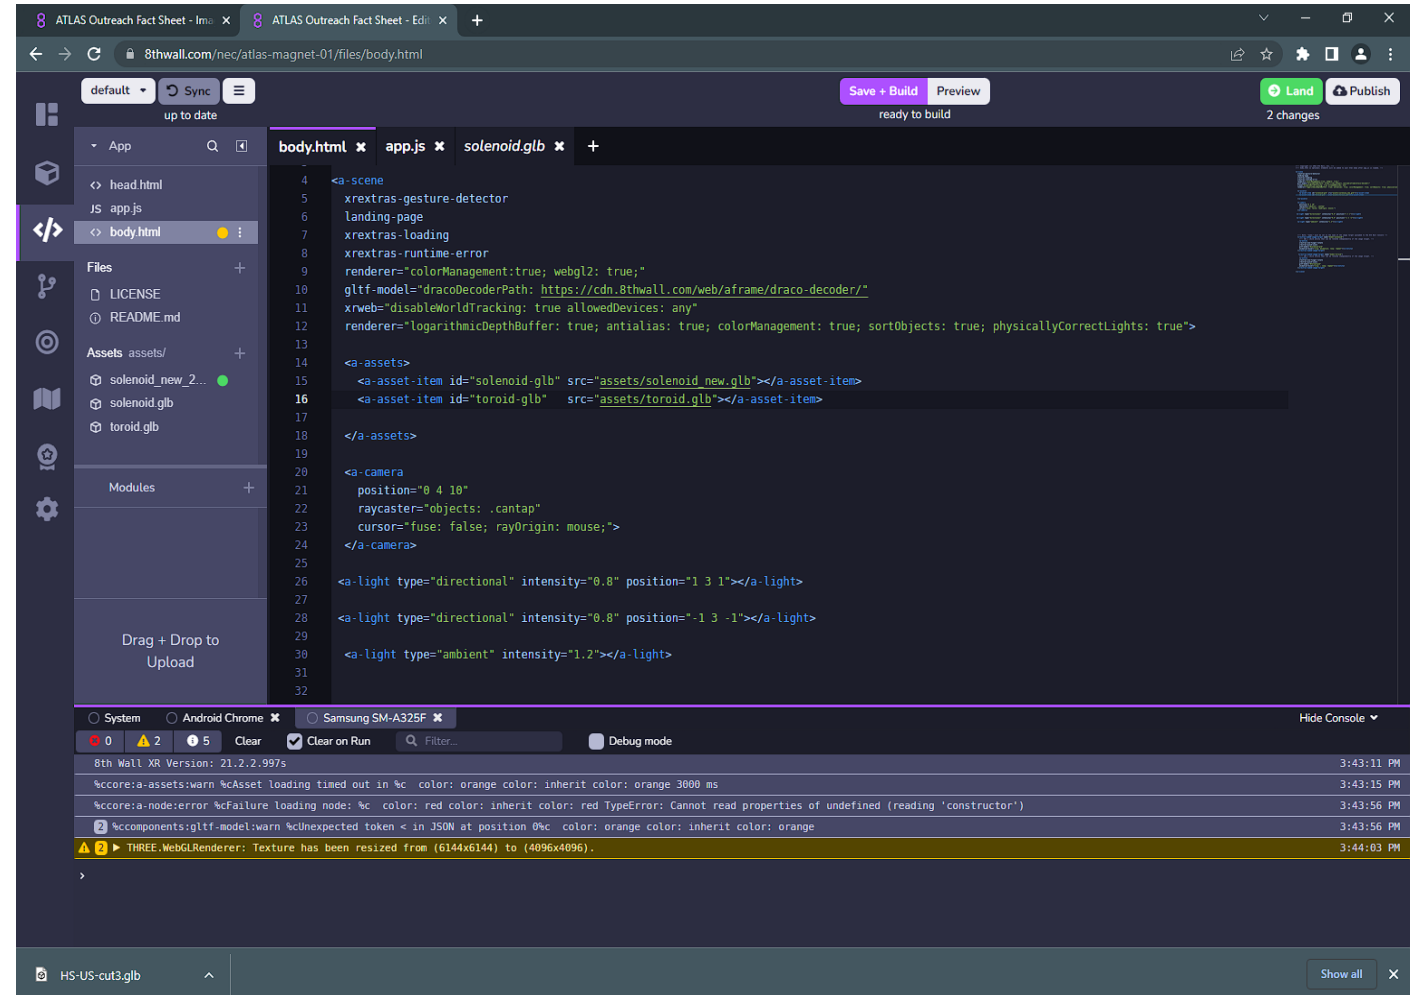 ATLAS Outreach Fact Sheet - Ima
ATLAS Outreach Fact Sheet - Edit
8thwall.com/nec/atlas-magnet-01/files/body.html
default
Sync
up to date
Save + Build
Preview
ready to build
Land
Publish
2 changes
App
body.html
app.js
solenoid.glb
head.html
JS app.js
body.html
Files
LICENSE
README.md
Assets assets/
solenoid_new_2...
solenoid.glb
toroid.glb
Modules
Drag + Drop to
Upload
4 <a-scene
5 xrextras-gesture-detector
6 landing-page
7 xrextras-loading
8 xrextras-runtime-error
9 renderer="colorManagement:true; webgl2: true;"
10 gltf-model="dracoDecoderPath: https://cdn.8thwall.com/web/aframe/draco-decoder/"
11 xrweb="disableWorldTracking: true allowedDevices: any"
12 renderer="logarithmicDepthBuffer: true; antialias: true; colorManagement: true; sortObjects: true; physicallyCorrectLights: true">
13
14 <a-assets>
15 <a-asset-item id="solenoid-glb" src="assets/solenoid_new.glb"></a-asset-item>
16 <a-asset-item id="toroid-glb" src="assets/toroid.glb"></a-asset-item>
17
18 </a-assets>
19
20 <a-camera
21 position="0 4 10"
22 raycaster="objects: .cantap"
23 cursor="fuse: false; rayOrigin: mouse;">
24 </a-camera>
25
26 <a-light type="directional" intensity="0.8" position="1 3 1"></a-light>
27
28 <a-light type="directional" intensity="0.8" position="-1 3 -1"></a-light>
29
30 <a-light type="ambient" intensity="1.2"></a-light>
31
32
System
Android Chrome
Samsung SM-A325F
Hide Console
0
2
5
Clear
Clear on Run
Filter...
Debug mode
8th Wall XR Version: 21.2.2.997s 3:43:11 PM
%ccore:a-assets:warn %cAsset loading timed out in %c color: orange color: inherit color: orange 3000 ms 3:43:15 PM
%ccore:a-node:error %cFailure loading node: %c color: red color: inherit color: red TypeError: Cannot read properties of undefined (reading 'constructor') 3:43:56 PM
2 %ccomponents:gltf-model:warn %cUnexpected token < in JSON at position 0%c color: orange color: inherit color: orange 3:43:56 PM
2 THREE.WebGLRenderer: Texture has been resized from (6144x6144) to (4096x4096). 3:44:03 PM
HS-US-cut3.glb
Show all